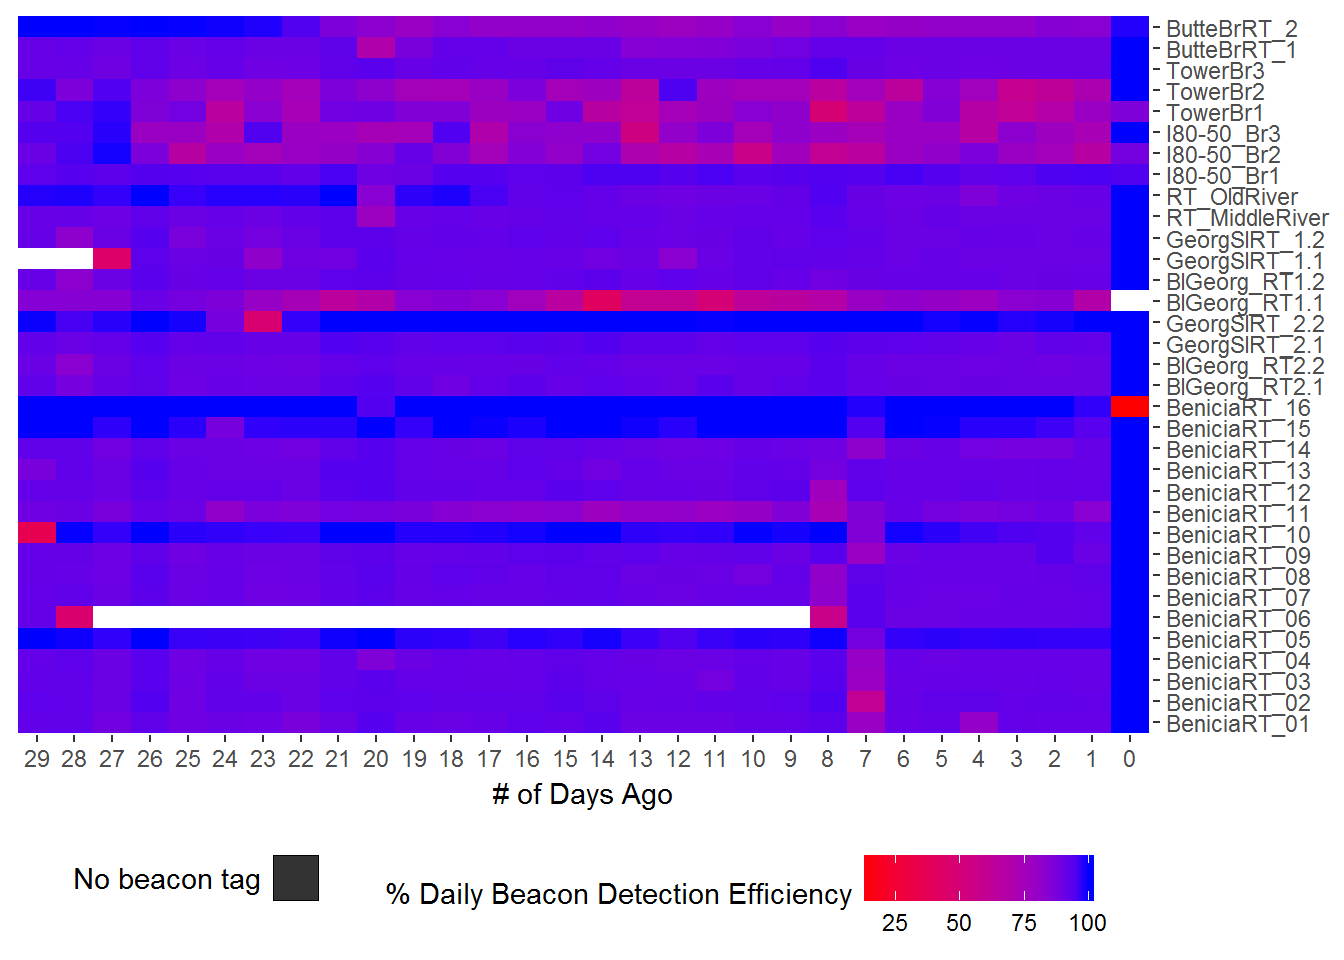 ButteBrRT_2
ButteBrRT_1
TowerBr3
TowerBr2
TowerBr1
I80-50_Br3
I80-50_Br2
I80-50_Br1
RT_OldRiver
RT_MiddleRiver
GeorgSlRT_1.2
GeorgSlRT_1.1
BlGeorg_RT1.2
BlGeorg_RT1.1
GeorgSlRT_2.2
GeorgSlRT_2.1
BlGeorg_RT2.2
BlGeorg_RT2.1
BeniciaRT_16
BeniciaRT_15
BeniciaRT_14
BeniciaRT_13
BeniciaRT_12
BeniciaRT_11
BeniciaRT_10
BeniciaRT_09
BeniciaRT_08
BeniciaRT_07
BeniciaRT_06
BeniciaRT_05
BeniciaRT_04
BeniciaRT_03
BeniciaRT_02
BeniciaRT_01
29 28 27 26 25 24 23 22 21 20 19 18 17 16 15 14 13 12 11 10 9 8 7 6 5 4 3 2 1 0
# of Days Ago
No beacon tag
% Daily Beacon Detection Efficiency
25 50 75 100